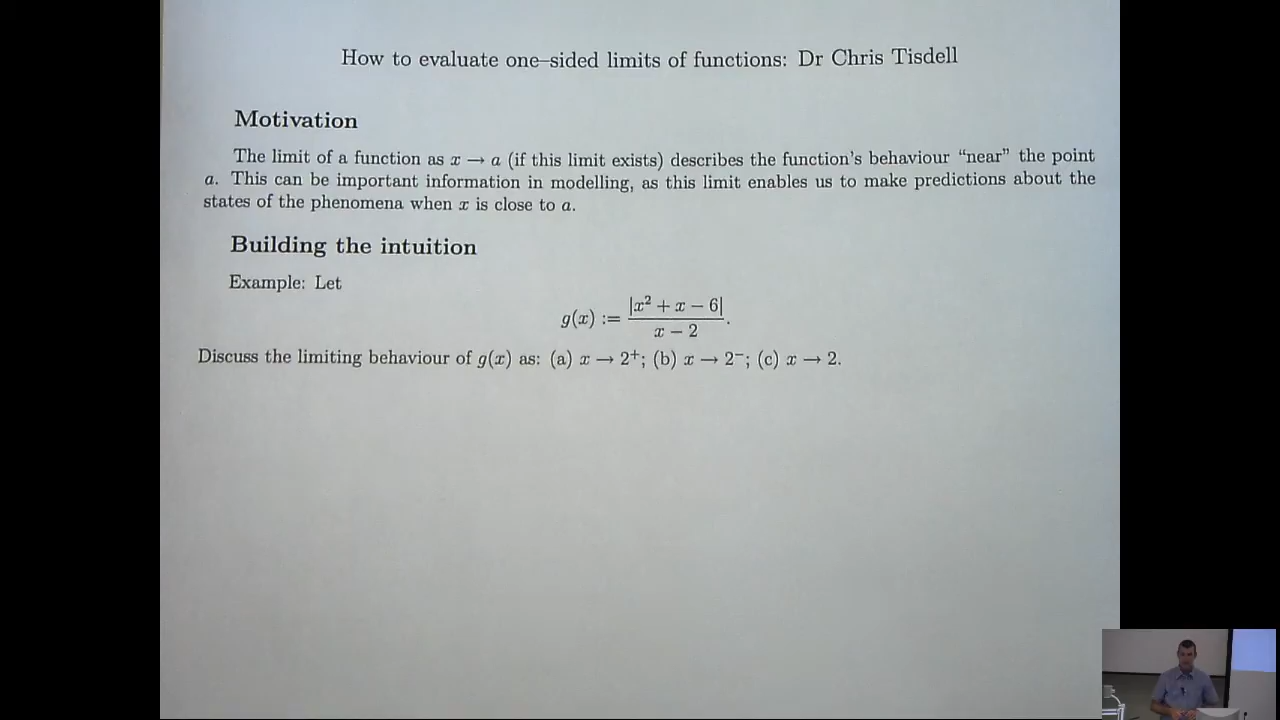 How to evaluate one–sided limits of functions: Dr Chris Tisdell
Motivation
The limit of a function as x → a (if this limit exists) describes the function's behaviour “near” the point
a. This can be important information in modelling, as this limit enables us to make predictions about the
states of the phenomena when x is close to a.
Building the intuition
Example: Let
g(x) := |x² + x − 6| / x − 2.
Discuss the limiting behaviour of g(x) as: (a) x → 2⁺; (b) x → 2⁻; (c) x → 2.